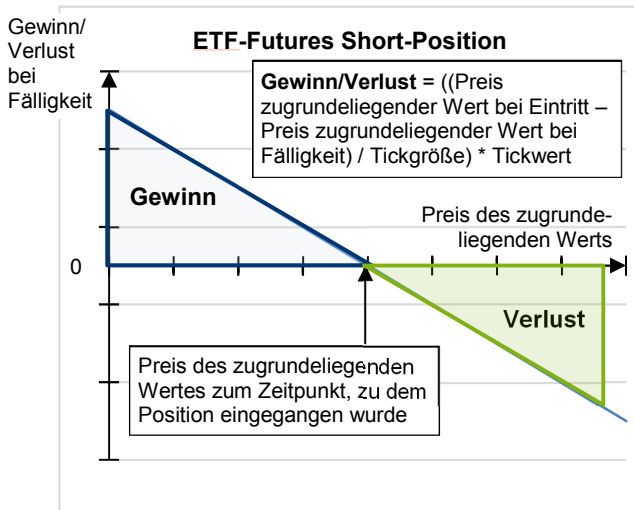 Gewinn/
Verlust
bei
Fälligkeit
ETF-Futures Short-Position
Gewinn/Verlust = ((Preis
zugrundeliegender Wert bei Eintritt –
Preis zugrundeliegender Wert bei
Fälligkeit) / Tickgröße) * Tickwert
Gewinn
Preis des zugrunde-
liegenden Werts
0
Verlust
Preis des zugrundeliegenden
Wertes zum Zeitpunkt, zu dem
Position eingegangen wurde